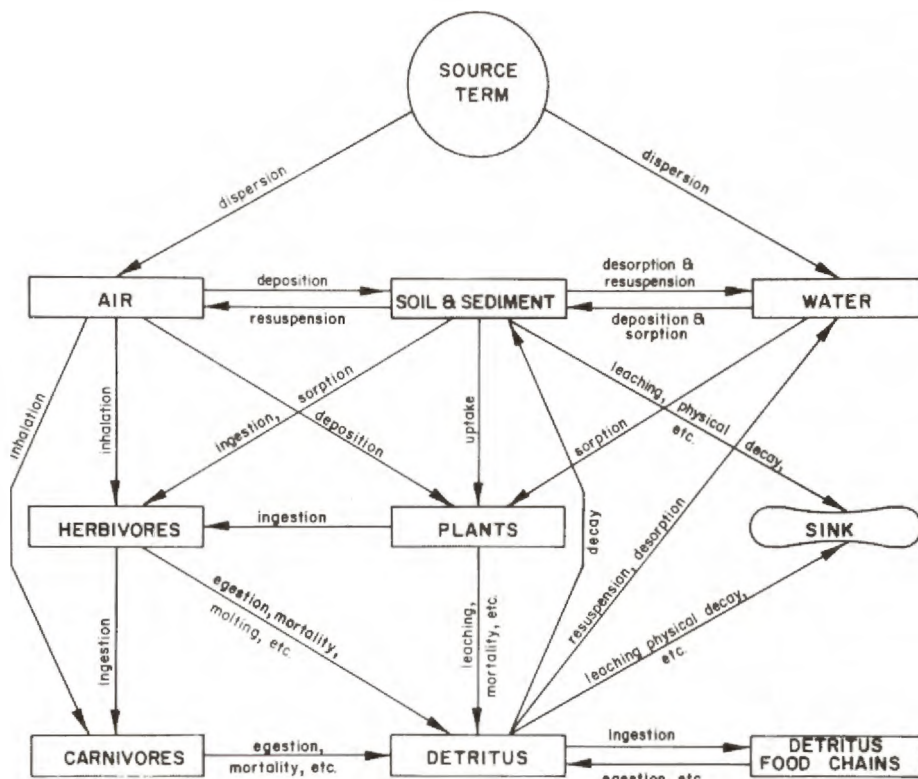 SOURCE
TERM
dispersion
dispersion
AIR
deposition
resuspension
SOIL & SEDIMENT
desorption &
resuspension
deposition &
sorption
WATER
inhalation
inhalation
ingestion, sorption
deposition
uptake
sorption
leaching, physical decay,
etc.
HERBIVORES
ingestion
PLANTS
SINK
decay
resuspension, desorption
ingestion
egestion, mortality,
molting, etc.
leaching,
mortality, etc.
leaching physical decay,
etc.
CARNIVORES
egestion,
mortality, etc.
DETRITUS
Ingestion
egestion, etc.
DETRITUS
FOOD CHAINS